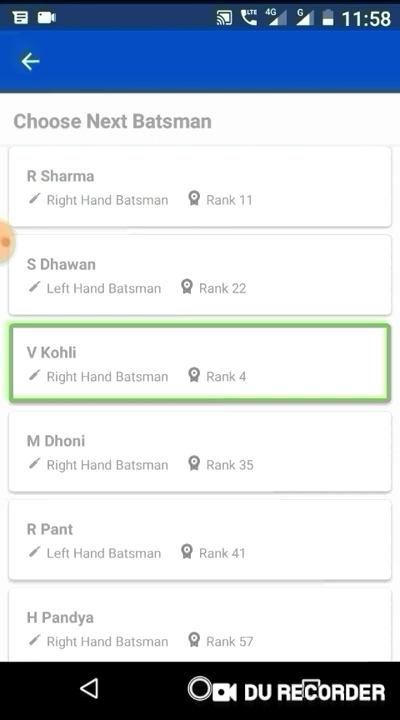 4G
LTE
G
11:58
Choose Next Batsman
R Sharma
Right Hand Batsman Rank 11
S Dhawan
Left Hand Batsman Rank 22
V Kohli
Right Hand Batsman Rank 4
M Dhoni
Right Hand Batsman Rank 35
R Pant
Left Hand Batsman Rank 41
H Pandya
Right Hand Batsman Rank 57
DU RECORDER